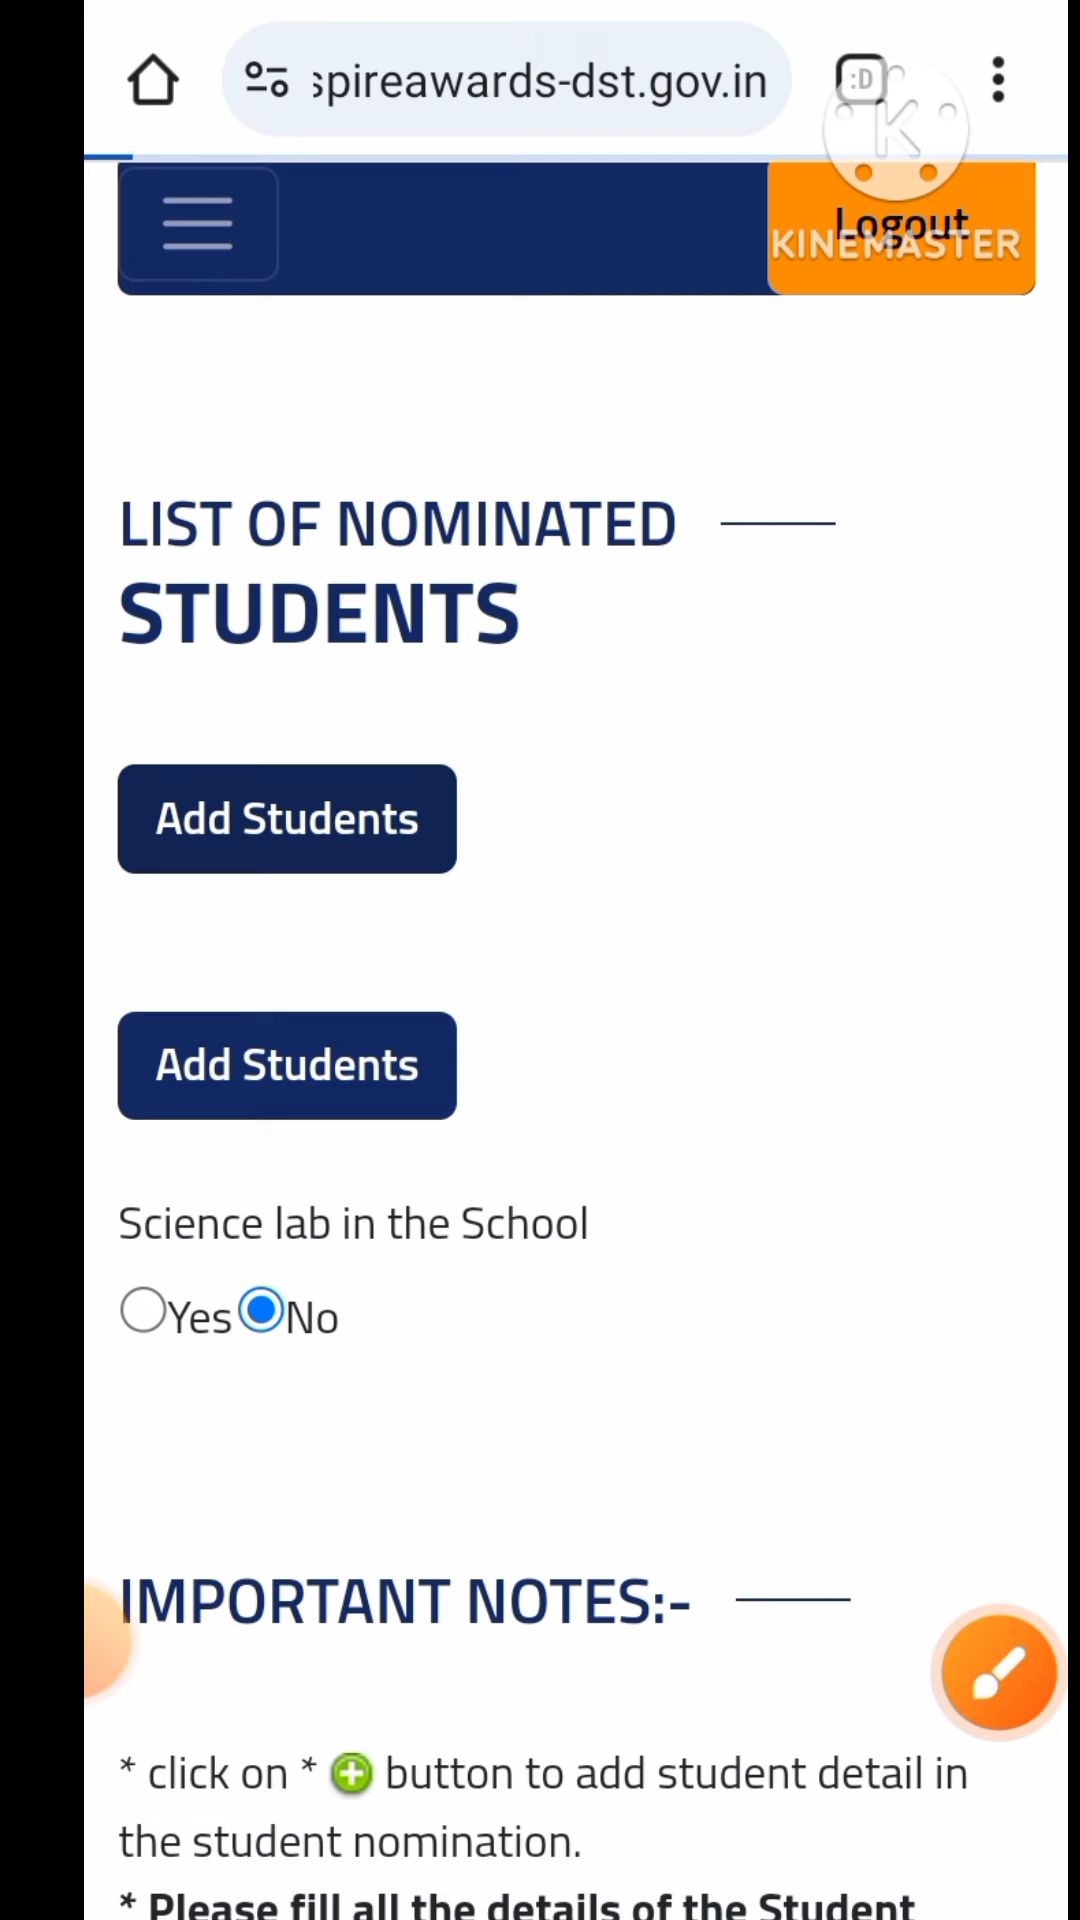 spireawards-dst.gov.in
:D
K
Logout
KINEMASTER
LIST OF NOMINATED
STUDENTS
Add Students
Add Students
Science lab in the School
Yes No
IMPORTANT NOTES:-
* click on * button to add student detail in
the student nomination.
* Please fill all the details of the Student